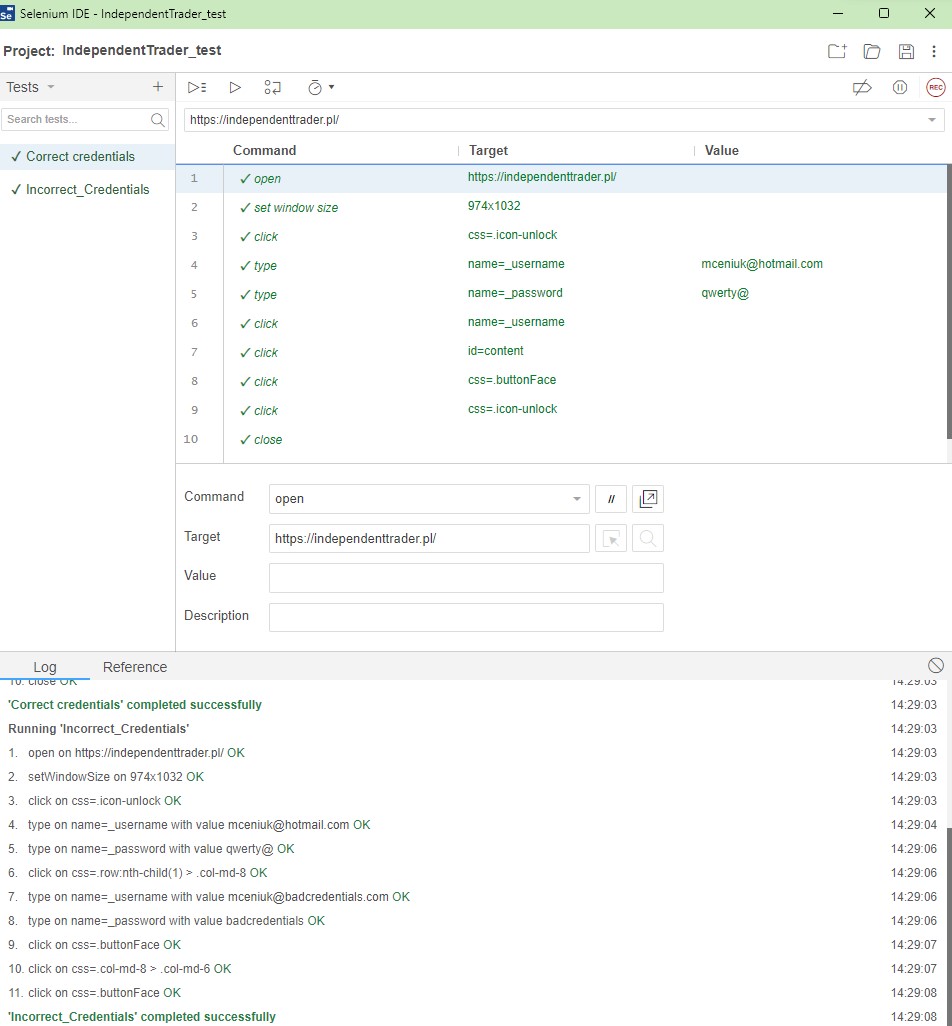 Se Selenium IDE - IndependentTrader_test
Project: IndependentTrader_test
Tests
Search tests...
✓ Correct credentials
✓ Incorrect_Credentials
REC
https://independenttrader.pl/
Command Target Value
1 ✓ open https://independenttrader.pl/
2 ✓ set window size 974x1032
3 ✓ click css=.icon-unlock
4 ✓ type name=_username mceniuk@hotmail.com
5 ✓ type name=_password qwerty@
6 ✓ click name=_username
7 ✓ click id=content
8 ✓ click css=.buttonFace
9 ✓ click css=.icon-unlock
10 ✓ close
Command open //
Target https://independenttrader.pl/
Value
Description
Log Reference
10. close OK 14:29:03
'Correct credentials' completed successfully 14:29:03
Running 'Incorrect_Credentials' 14:29:03
1. open on https://independenttrader.pl/ OK 14:29:03
2. setWindowSize on 974x1032 OK 14:29:03
3. click on css=.icon-unlock OK 14:29:03
4. type on name=_username with value mceniuk@hotmail.com OK 14:29:04
5. type on name=_password with value qwerty@ OK 14:29:06
6. click on css=.row:nth-child(1) > .col-md-8 OK 14:29:06
7. type on name=_username with value mceniuk@badcredentials.com OK 14:29:06
8. type on name=_password with value badcredentials OK 14:29:06
9. click on css=.buttonFace OK 14:29:07
10. click on css=.col-md-8 > .col-md-6 OK 14:29:07
11. click on css=.buttonFace OK 14:29:08
'Incorrect_Credentials' completed successfully 14:29:08